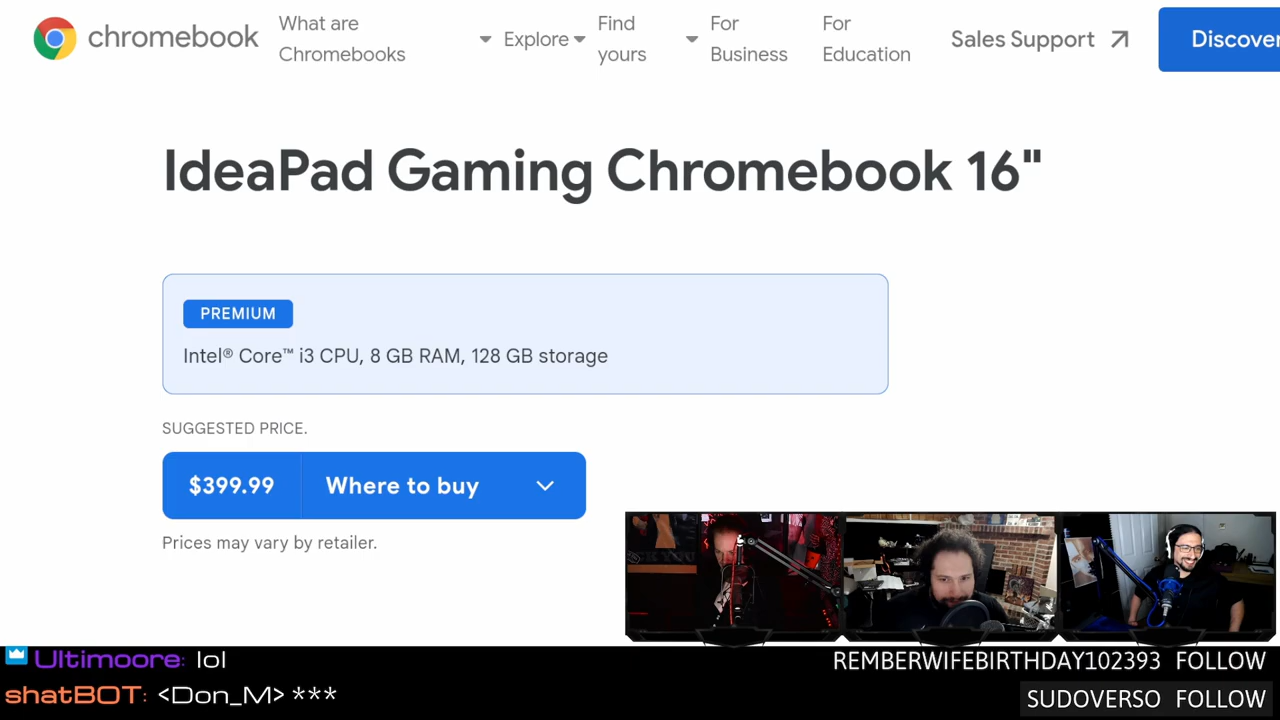 chromebook
What are
Chromebooks
Explore
Find
yours
For
Business
For
Education
Sales Support
Discover
IdeaPad Gaming Chromebook 16"
PREMIUM
Intel® Core™ i3 CPU, 8 GB RAM, 128 GB storage
SUGGESTED PRICE.
$399.99 Where to buy
Prices may vary by retailer.
Ultimoore: lol
shatBOT: <Don_M> ***
REMBERWIFEBIRTHDAY102393 FOLLOW
SUDOVERSO FOLLOW